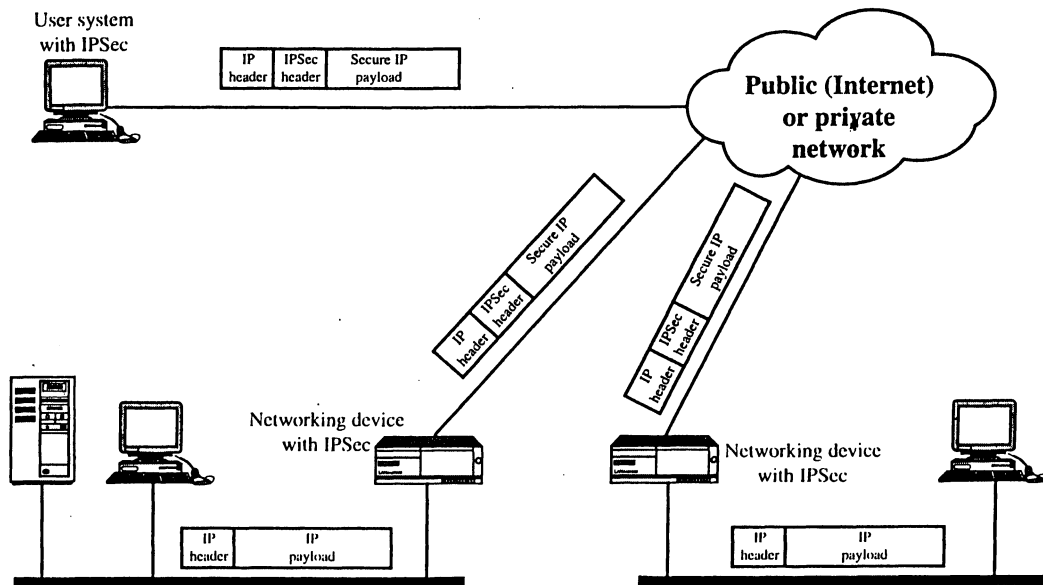 User system
with IPSec
IP
header
IPSec
header
Secure IP
payload
Public (Internet)
or private
network
IP
header
IPSec
header
Secure IP
payload
IP
header
IPSec
header
Secure IP
payload
Networking device
with IPSec
Networking device
with IPSec
IP
header
IP
payload
IP
header
IP
payload